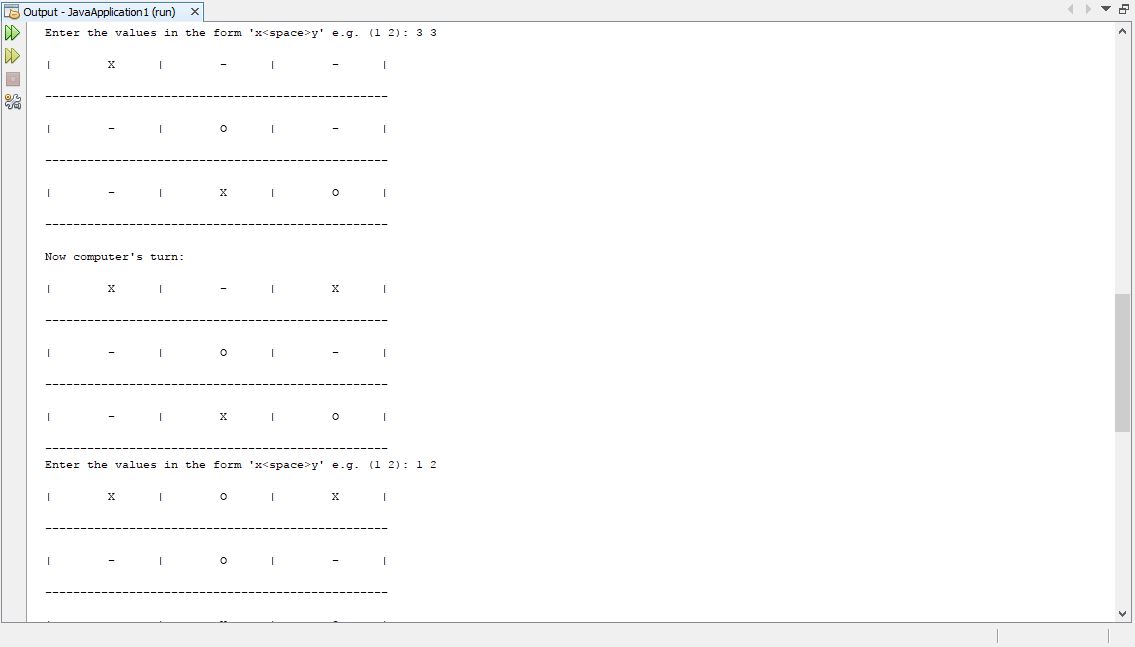 Output - JavaApplication1 (run)
Enter the values in the form 'x<space>y' e.g. (1 2): 3 3
| X | - | - |
-------------------------------------------------
| - | O | - |
-------------------------------------------------
| - | X | O |
-------------------------------------------------
Now computer's turn:
| X | - | X |
-------------------------------------------------
| - | O | - |
-------------------------------------------------
| - | X | O |
-------------------------------------------------
Enter the values in the form 'x<space>y' e.g. (1 2): 1 2
| X | O | X |
-------------------------------------------------
| - | O | - |
-------------------------------------------------